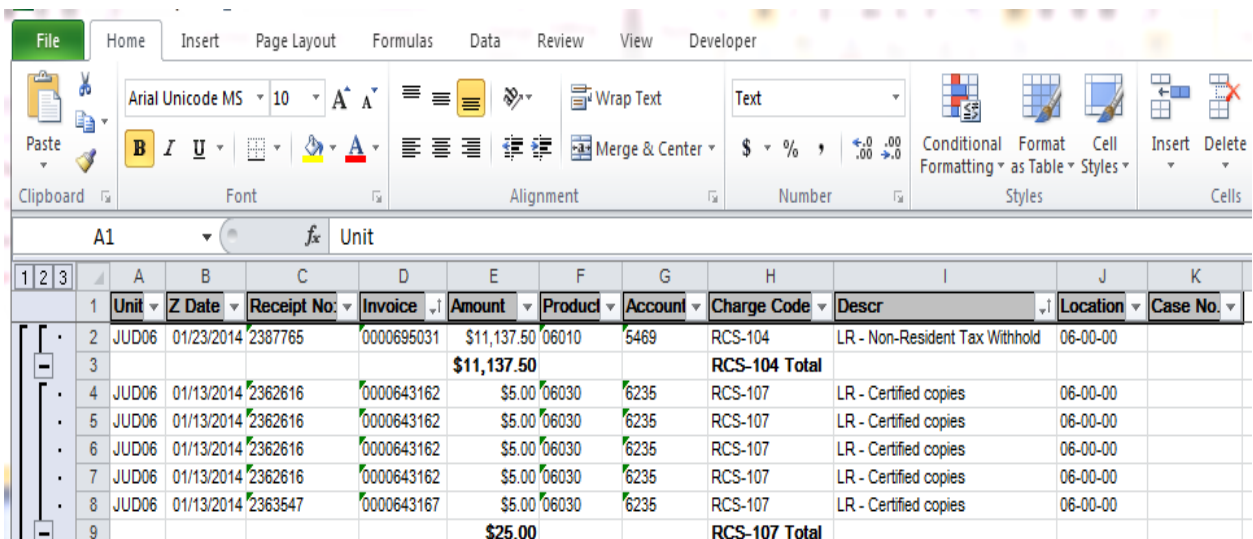 File Home Insert Page Layout Formulas Data Review View Developer
Arial Unicode MS 10 A A Wrap Text Text
Paste B I U A Merge & Center $ % , .0 .00 .00 .0 Conditional Formatting Format as Table Cell Styles Insert Delete
Clipboard Font Alignment Number Styles Cells
A1 fx Unit
1 2 3 A B C D E F G H I J K
1 Unit Z Date Receipt No: Invoice Amount Product Account Charge Code Descr Location Case No.
2 JUD06 01/23/2014 2387765 0000695031 $11,137.50 06010 5469 RCS-104 LR - Non-Resident Tax Withhold 06-00-00
3 $11,137.50 RCS-104 Total
4 JUD06 01/13/2014 2362616 0000643162 $5.00 06030 6235 RCS-107 LR - Certified copies 06-00-00
5 JUD06 01/13/2014 2362616 0000643162 $5.00 06030 6235 RCS-107 LR - Certified copies 06-00-00
6 JUD06 01/13/2014 2362616 0000643162 $5.00 06030 6235 RCS-107 LR - Certified copies 06-00-00
7 JUD06 01/13/2014 2362616 0000643162 $5.00 06030 6235 RCS-107 LR - Certified copies 06-00-00
8 JUD06 01/13/2014 2363547 0000643167 $5.00 06030 6235 RCS-107 LR - Certified copies 06-00-00
9 $25.00 RCS-107 Total